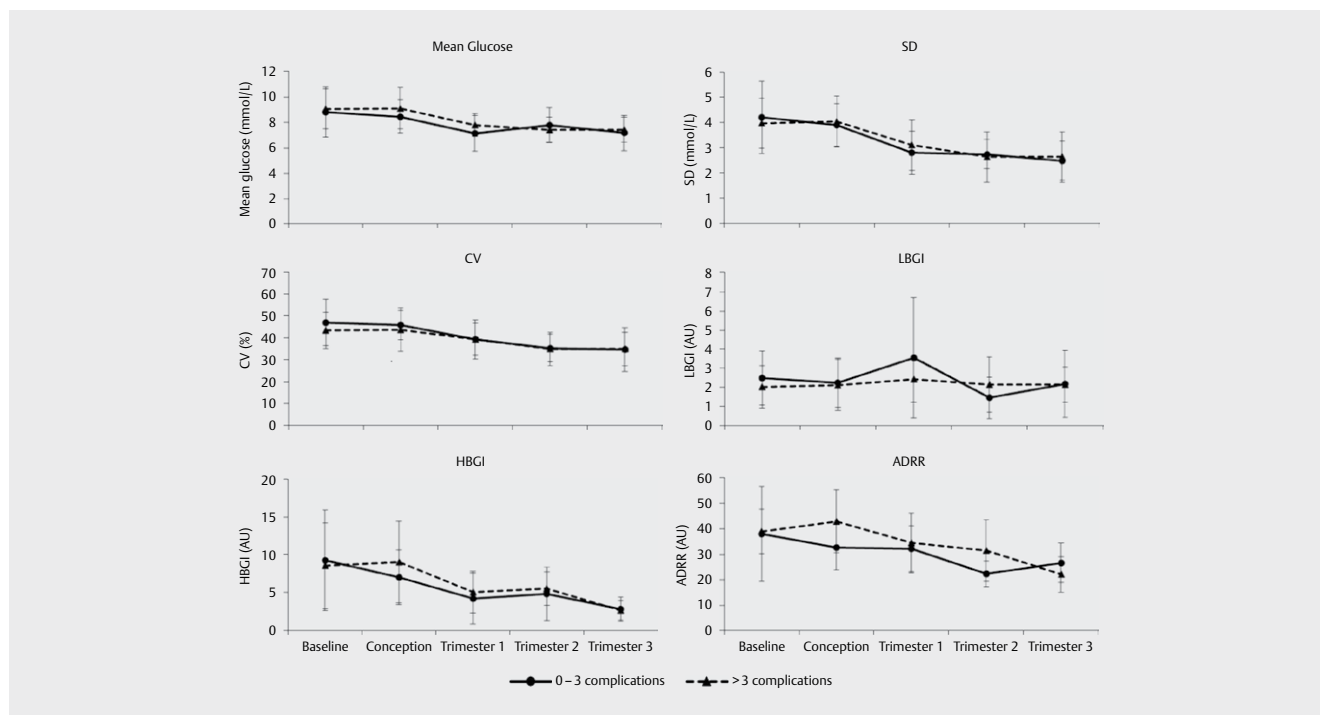 Mean Glucose
Mean glucose (mmol/L)
12
10
8
6
4
2
0
SD
SD (mmol/L)
6
5
4
3
2
1
0
CV
CV (%)
70
60
50
40
30
20
10
0
LBGI
LBGI (AU)
8
7
6
5
4
3
2
1
0
HBGI
HBGI (AU)
20
15
10
5
0
Baseline Conception Trimester 1 Trimester 2 Trimester 3
ADRR
ADRR (AU)
60
50
40
30
20
10
0
Baseline Conception Trimester 1 Trimester 2 Trimester 3
0 – 3 complications > 3 complications